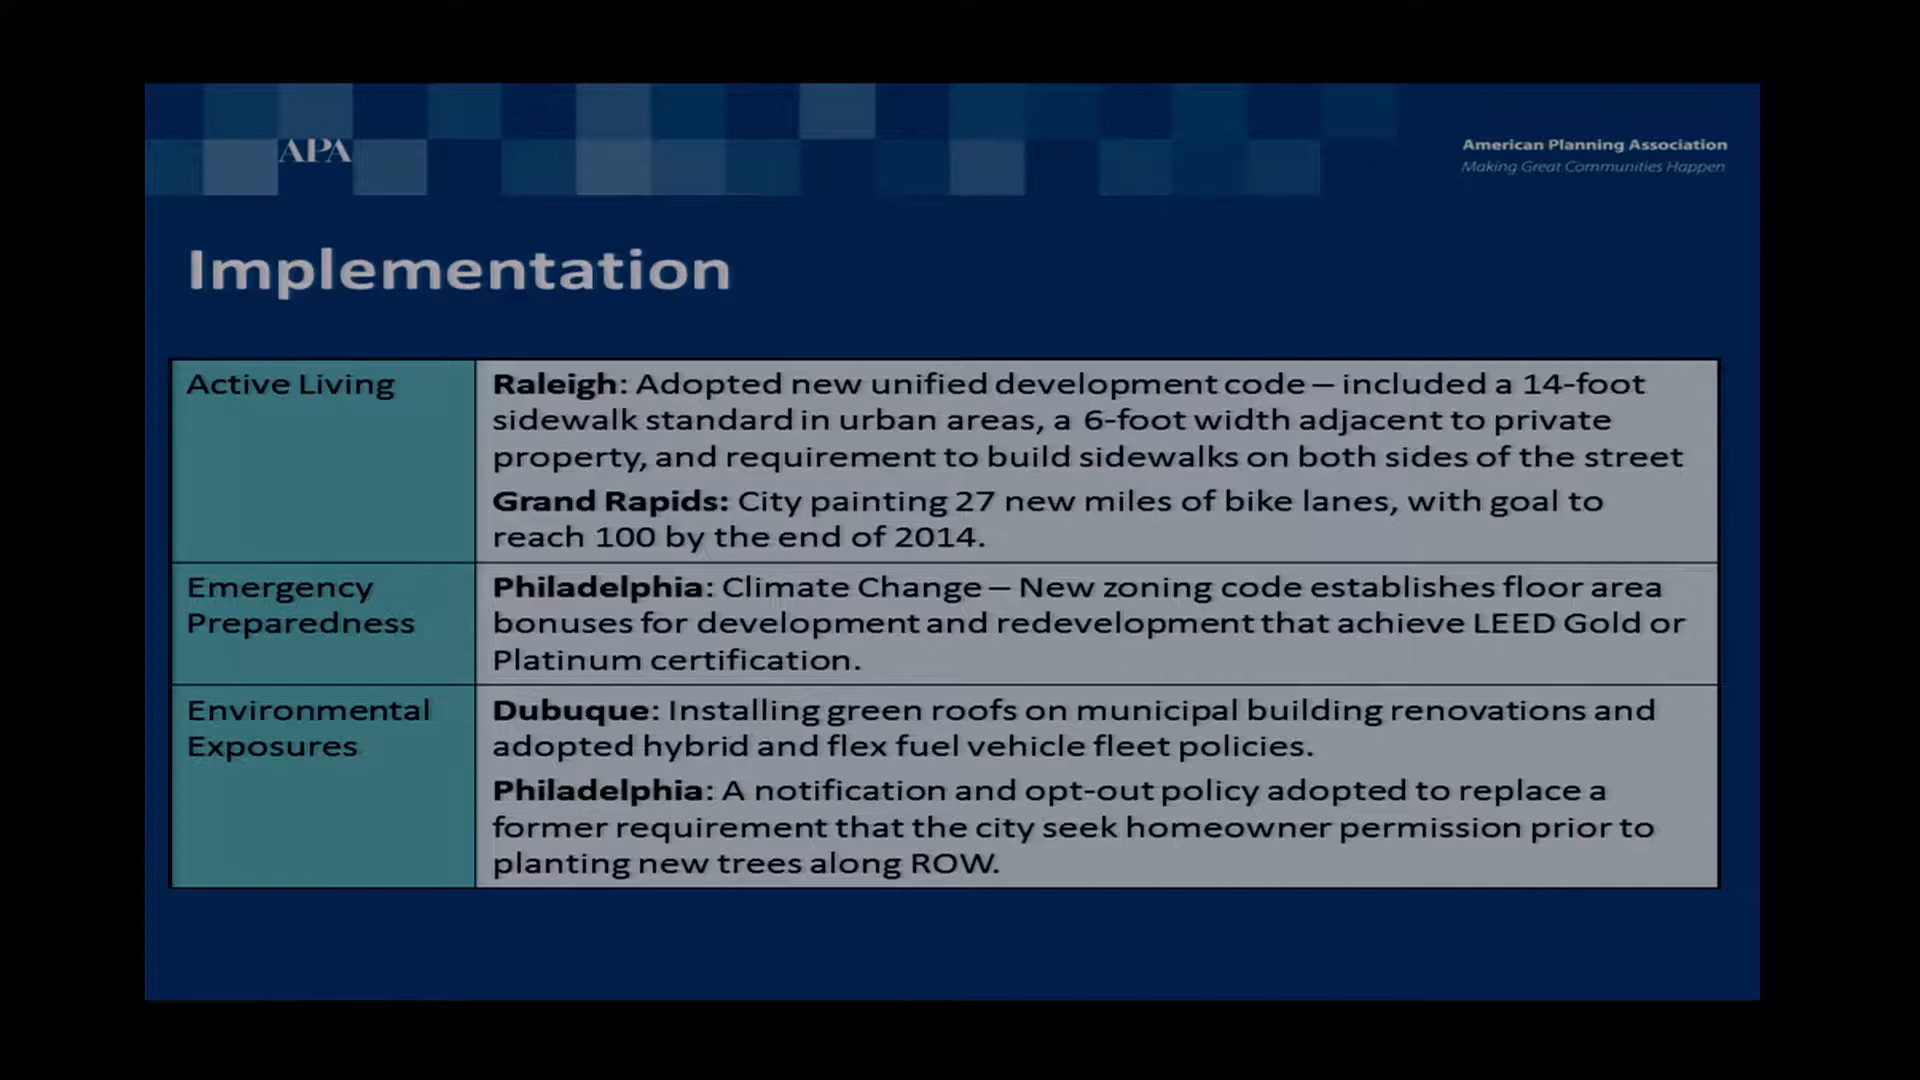 APA
American Planning Association
Making Great Communities Happen
Implementation
Active Living
Raleigh: Adopted new unified development code – included a 14-foot
sidewalk standard in urban areas, a 6-foot width adjacent to private
property, and requirement to build sidewalks on both sides of the street
Grand Rapids: City painting 27 new miles of bike lanes, with goal to
reach 100 by the end of 2014.
Emergency
Preparedness
Philadelphia: Climate Change – New zoning code establishes floor area
bonuses for development and redevelopment that achieve LEED Gold or
Platinum certification.
Environmental
Exposures
Dubuque: Installing green roofs on municipal building renovations and
adopted hybrid and flex fuel vehicle fleet policies.
Philadelphia: A notification and opt-out policy adopted to replace a
former requirement that the city seek homeowner permission prior to
planting new trees along ROW.